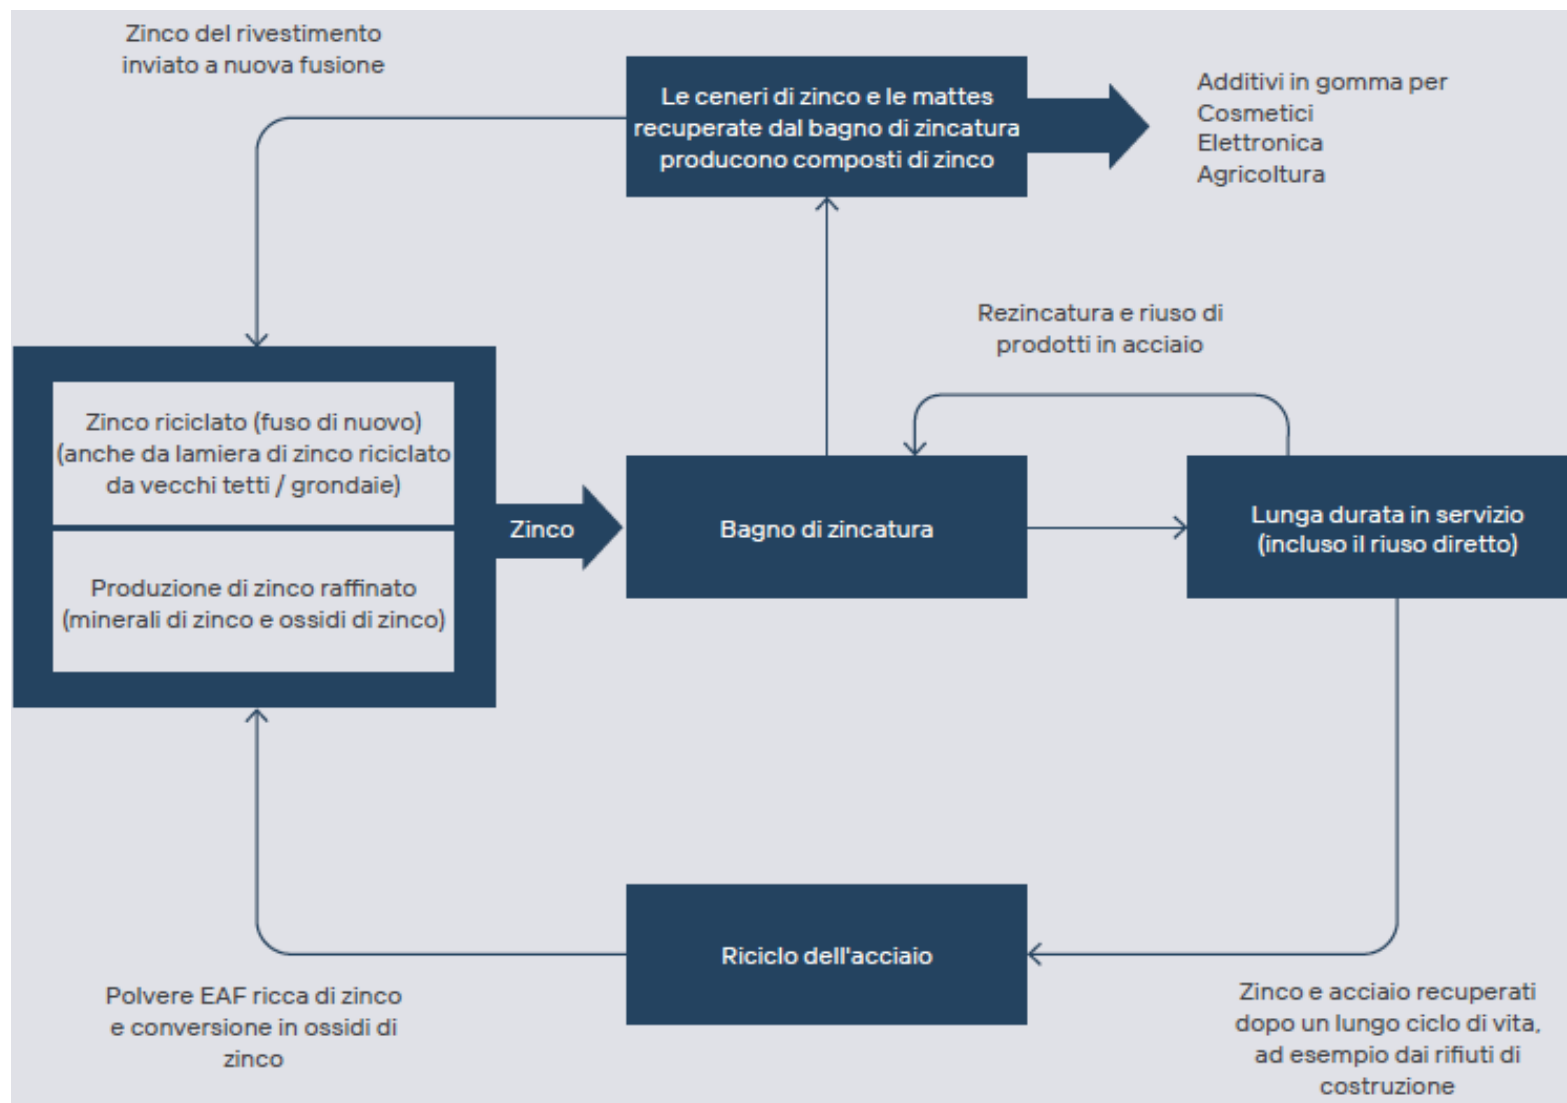 Zinco del rivestimento
inviato a nuova fusione
Le ceneri di zinco e le mattes
recuperate dal bagno di zincatura
producono composti di zinco
Additivi in gomma per
Cosmetici
Elettronica
Agricoltura
Rezincatura e riuso di
prodotti in acciaio
Zinco riciclato (fuso di nuovo)
(anche da lamiera di zinco riciclato
da vecchi tetti / grondaie)
Produzione di zinco raffinato
(minerali di zinco e ossidi di zinco)
Zinco
Bagno di zincatura
Lunga durata in servizio
(incluso il riuso diretto)
Riciclo dell'acciaio
Polvere EAF ricca di zinco
e conversione in ossidi di
zinco
Zinco e acciaio recuperati
dopo un lungo ciclo di vita,
ad esempio dai rifiuti di
costruzione